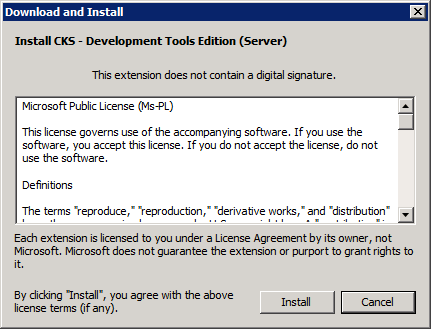 Download and Install
Install CKS - Development Tools Edition (Server)
This extension does not contain a digital signature.
Microsoft Public License (Ms-PL)
This license governs use of the accompanying software. If you use the
software, you accept this license. If you do not accept the license, do not
use the software.
Definitions
The terms "reproduce," "reproduction," "derivative works," and "distribution"
Each extension is licensed to you under a License Agreement by its owner, not
Microsoft. Microsoft does not guarantee the extension or purport to grant rights to
it.
By clicking "Install", you agree with the above
license terms (if any).
Install
Cancel